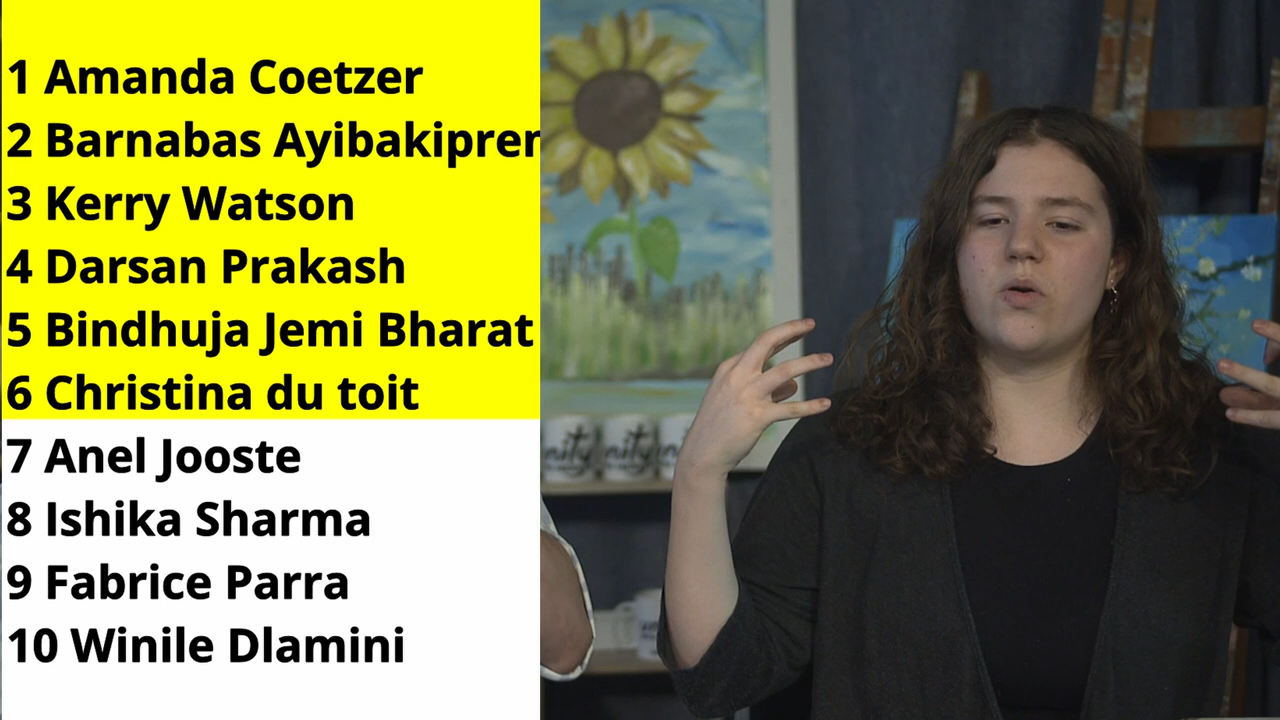 1 Amanda Coetzer
2 Barnabas
3 Kerry Watson
4 Darsan Prakash
5 Bindhuja Jemi Bharat
6 Christina du toit
7 Anel Jooste
8 Ishika Sharma
9 Fabrice Parra
10 Winile Dlamini